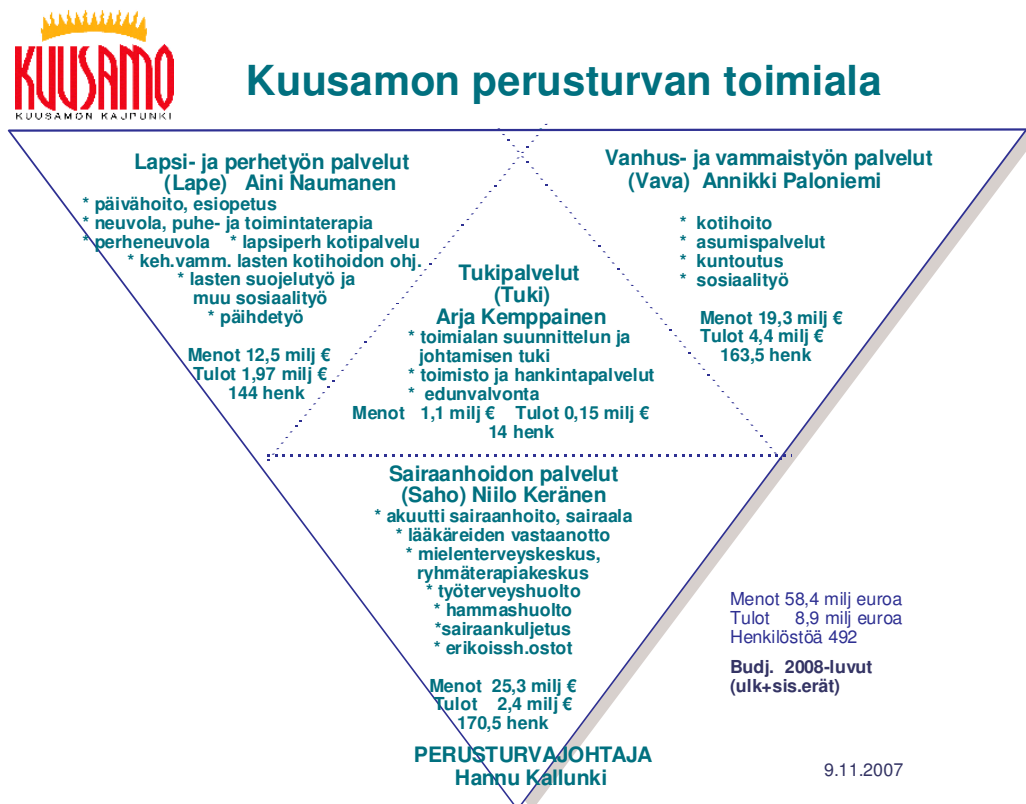 KUUSAMO
KUUSAMON KAUPUNKI
Kuusamon perusturvan toimiala
Lapsi- ja perhetyön palvelut
(Lape) Aini Naumanen
* päivähoito, esiopetus
* neuvola, puhe- ja toimintaterapia
* perheneuvola * lapsiperh kotipalvelu
* keh.vamm. lasten kotihoidon ohj.
* lasten suojelutyö ja
muu sosiaalityö
* päihdetyö
Menot 12,5 milj €
Tulot 1,97 milj €
144 henk
Vanhus- ja vammaistyön palvelut
(Vava) Annikki Paloniemi
* kotihoito
* asumispalvelut
* kuntoutus
* sosiaalityö
Menot 19,3 milj €
Tulot 4,4 milj €
163,5 henk
Tukipalvelut
(Tuki)
Arja Kemppainen
* toimialan suunnittelun ja
johtamisen tuki
* toimisto ja hankintapalvelut
* edunvalvonta
Menot 1,1 milj € Tulot 0,15 milj €
14 henk
Sairaanhoidon palvelut
(Saho) Niilo Keränen
* akuutti sairaanhoito, sairaala
* lääkäreiden vastaanotto
* mielenterveyskeskus,
ryhmäterapiakeskus
* työterveyshuolto
* hammashuolto
*sairaankuljetus
* erikoissh.ostot
Menot 25,3 milj €
Tulot 2,4 milj €
170,5 henk
PERUSTURVAJOHTAJA
Hannu Kallunki
Menot 58,4 milj euroa
Tulot 8,9 milj euroa
Henkilöstöä 492
Budj. 2008-luvut
(ulk+sis.erät)
9.11.2007